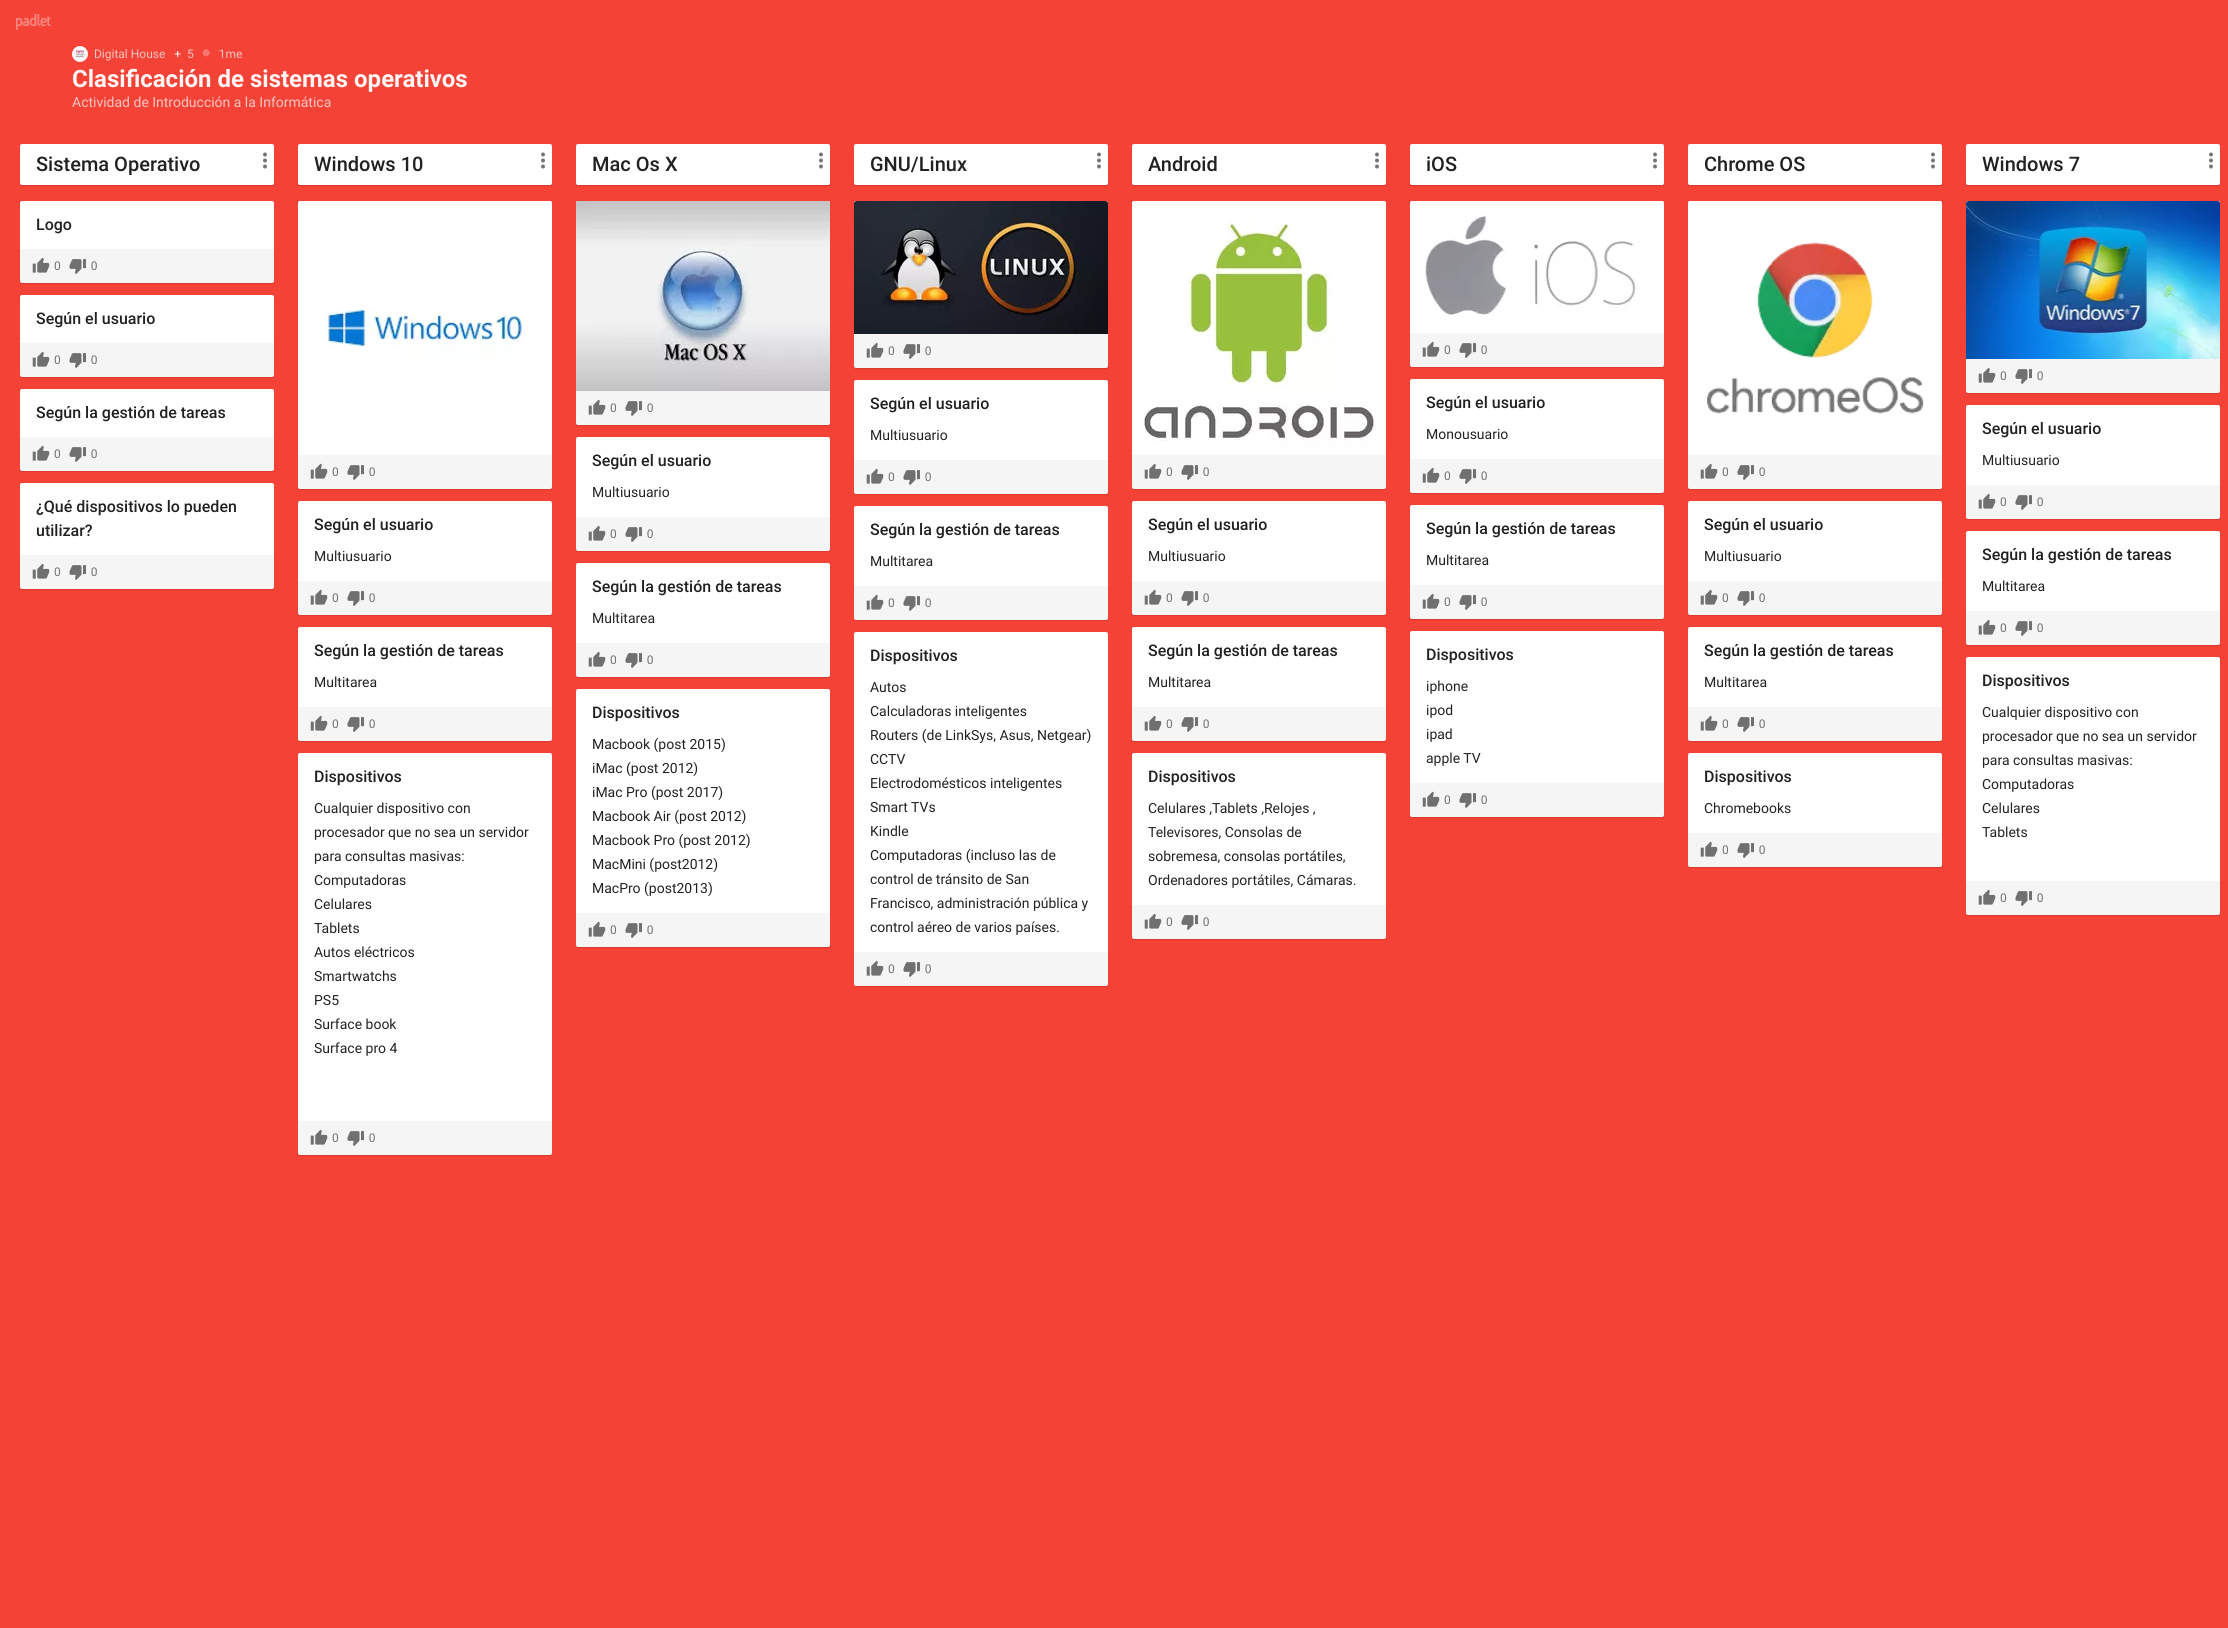 padlet
Digital House + 5 • 1me
Clasificación de sistemas operativos
Actividad de Introducción a la Informática
Sistema Operativo
Logo
0 0
Según el usuario
0 0
Según la gestión de tareas
0 0
¿Qué dispositivos lo pueden
utilizar?
0 0
Windows 10
Windows 10
0 0
Según el usuario
Multiusuario
0 0
Según la gestión de tareas
Multitarea
0 0
Dispositivos
Cualquier dispositivo con
procesador que no sea un servidor
para consultas masivas:
Computadoras
Celulares
Tablets
Autos eléctricos
Smartwatchs
PS5
Surface book
Surface pro 4
0 0
Mac Os X
Mac OS X
0 0
Según el usuario
Multiusuario
0 0
Según la gestión de tareas
Multitarea
0 0
Dispositivos
Macbook (post 2015)
iMac (post 2012)
iMac Pro (post 2017)
Macbook Air (post 2012)
Macbook Pro (post 2012)
MacMini (post2012)
MacPro (post2013)
0 0
GNU/Linux
LINUX
0 0
Según el usuario
Multiusuario
0 0
Según la gestión de tareas
Multitarea
0 0
Dispositivos
Autos
Calculadoras inteligentes
Routers (de LinkSys, Asus, Netgear)
CCTV
Electrodomésticos inteligentes
Smart TVs
Kindle
Computadoras (incluso las de
control de tránsito de San
Francisco, administración pública y
control aéreo de varios países.
0 0
Android
ANDROID
0 0
Según el usuario
Multiusuario
0 0
Según la gestión de tareas
Multitarea
0 0
Dispositivos
Celulares ,Tablets ,Relojes ,
Televisores, Consolas de
sobremesa, consolas portátiles,
Ordenadores portátiles, Cámaras.
0 0
iOS
iOS
0 0
Según el usuario
Monousuario
0 0
Según la gestión de tareas
Multitarea
0 0
Dispositivos
iphone
ipod
ipad
apple TV
0 0
Chrome OS
chromeOS
0 0
Según el usuario
Multiusuario
0 0
Según la gestión de tareas
Multitarea
0 0
Dispositivos
Chromebooks
0 0
Windows 7
Windows 7
0 0
Según el usuario
Multiusuario
0 0
Según la gestión de tareas
Multitarea
0 0
Dispositivos
Cualquier dispositivo con
procesador que no sea un servidor
para consultas masivas:
Computadoras
Celulares
Tablets
0 0